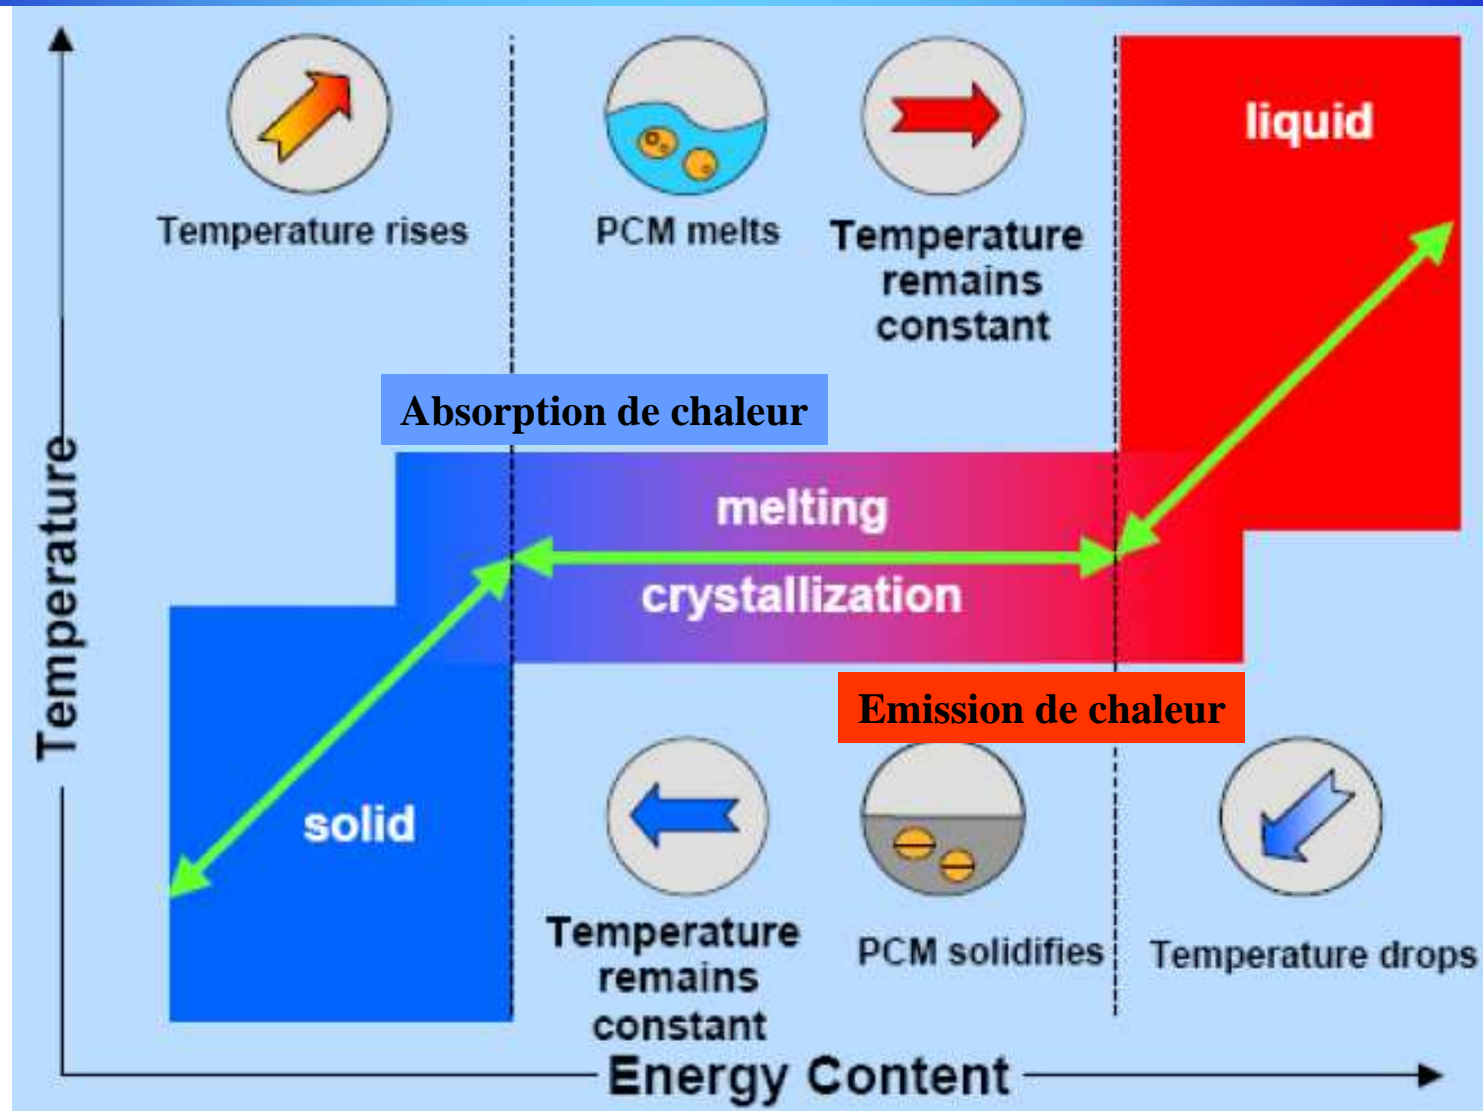 Temperature rises
PCM melts
Temperature
remains
constant
liquid
Absorption de chaleur
Temperature
melting
crystallization
Emission de chaleur
solid
Temperature
remains
constant
PCM solidifies
Temperature drops
Energy Content